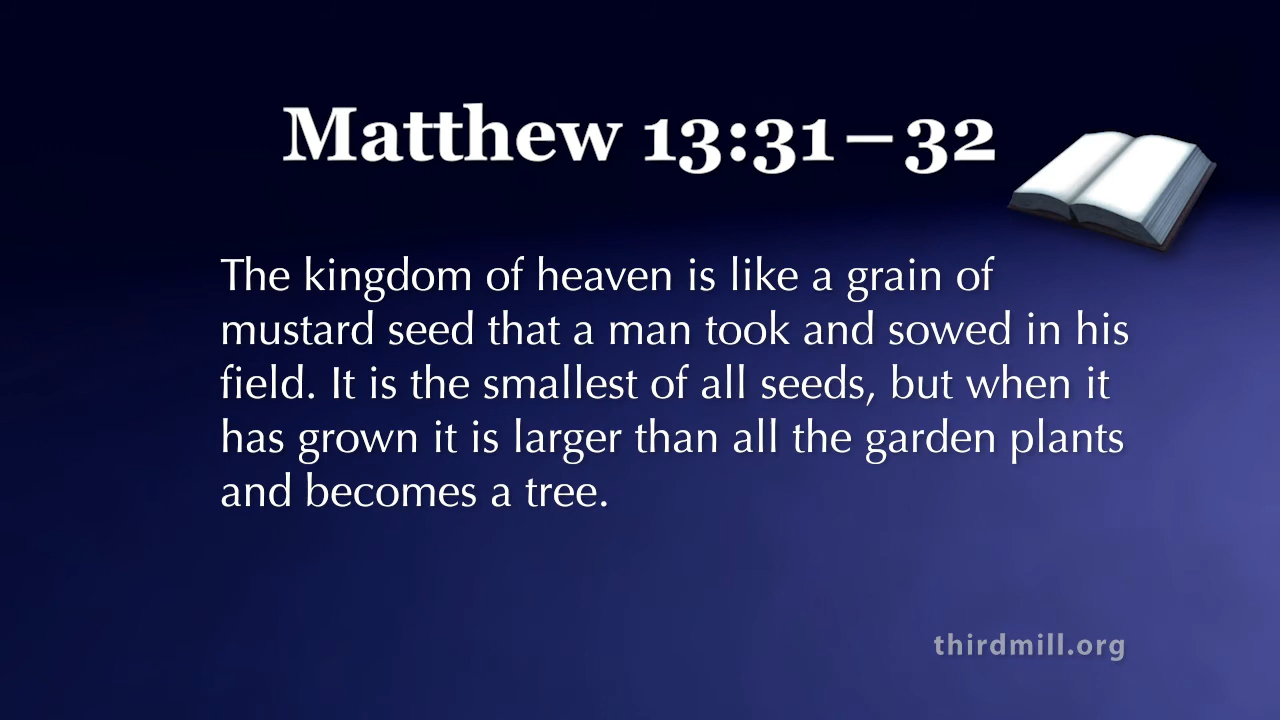 Matthew 13:31–32
The kingdom of heaven is like a grain of
mustard seed that a man took and sowed in his
field. It is the smallest of all seeds, but when it
has grown it is larger than all the garden plants
and becomes a tree.
thirdmill.org